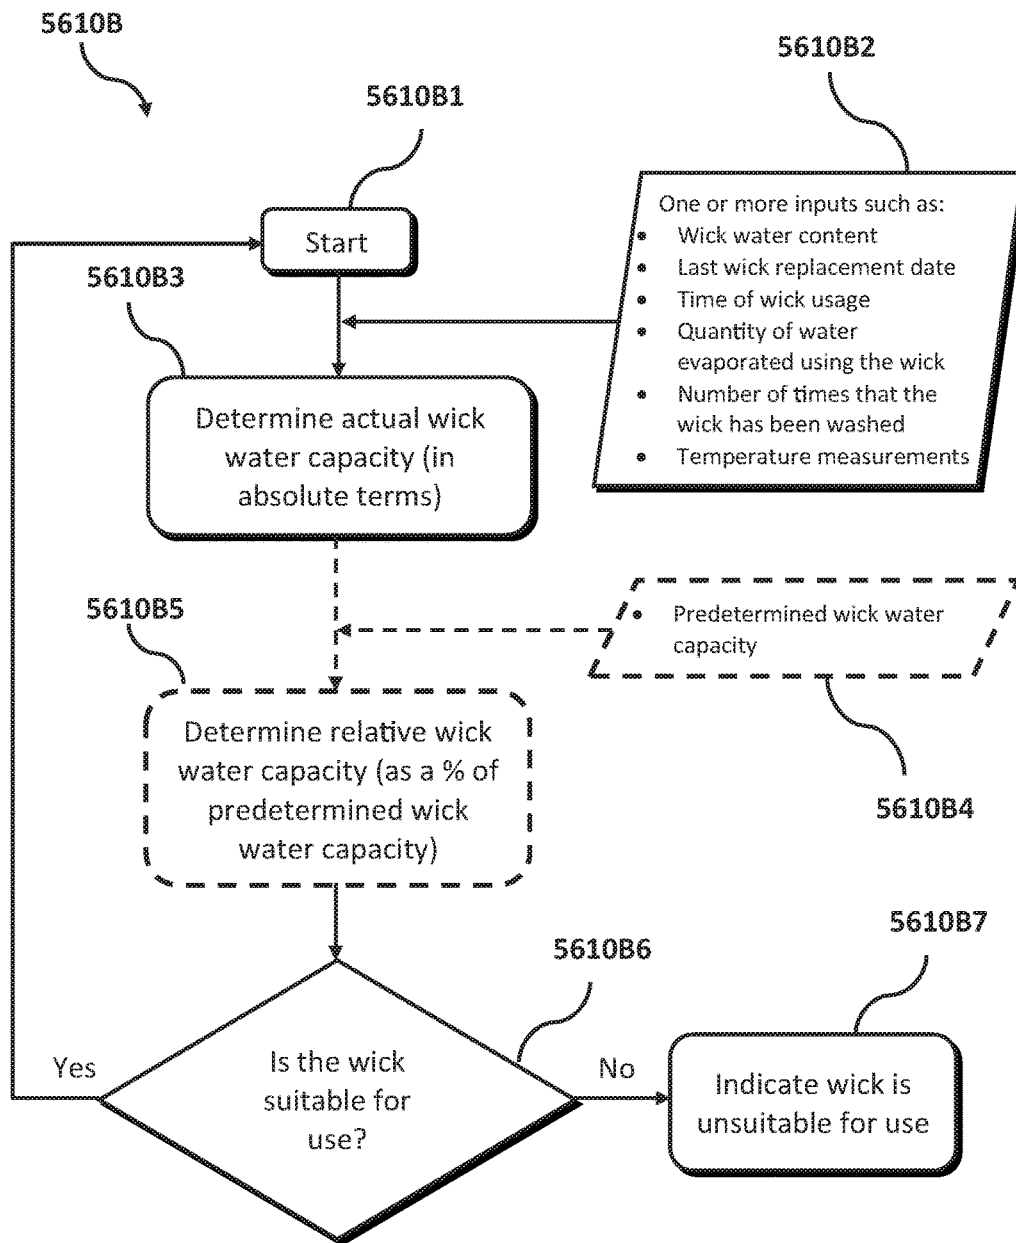 5610B
5610B2
5610B1
One or more inputs such as:
• Wick water content
• Last wick replacement date
• Time of wick usage
• Quantity of water
evaporated using the wick
• Number of times that the
wick has been washed
• Temperature measurements
Start
5610B3
Determine actual wick
water capacity (in
absolute terms)
5610B5
• Predetermined wick water
capacity
5610B4
Determine relative wick
water capacity (as a % of
predetermined wick
water capacity)
5610B6
5610B7
Yes
Is the wick
suitable for
use?
No
Indicate wick is
unsuitable for use